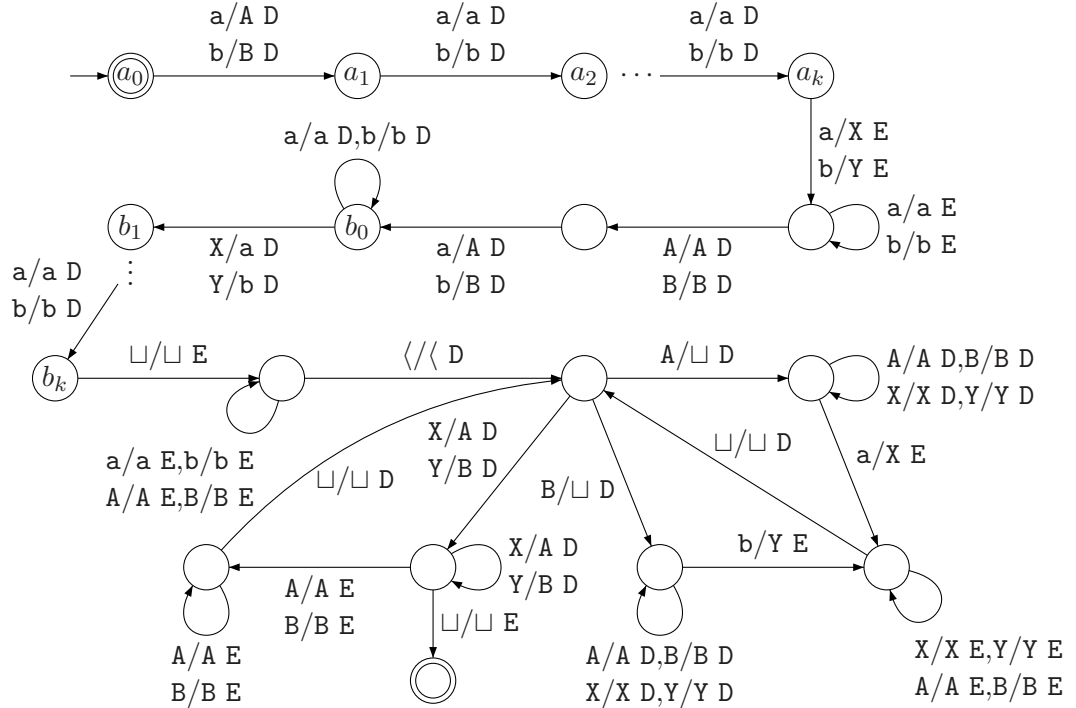 a/A D a/a D a/a D
b/B D b/b D b/b D
a₀ a₁ a₂ ··· aₖ
a/X E
b/Y E
a/a D,b/b D
a/a E
b/b E
b₁ b₀
X/a D a/A D A/A D
Y/b D b/B D B/B D
⋮
a/a D
b/b D
bₖ
⊔/⊔ E ⟨/⟨ D A/⊔ D
A/A D,B/B D
X/X D,Y/Y D
X/A D
Y/B D
⊔/⊔ D
a/X E
a/a E,b/b E
A/A E,B/B E
⊔/⊔ D
B/⊔ D
X/A D
Y/B D
b/Y E
A/A E
B/B E
⊔/⊔ E
A/A E
B/B E
A/A D,B/B D
X/X D,Y/Y D
X/X E,Y/Y E
A/A E,B/B E